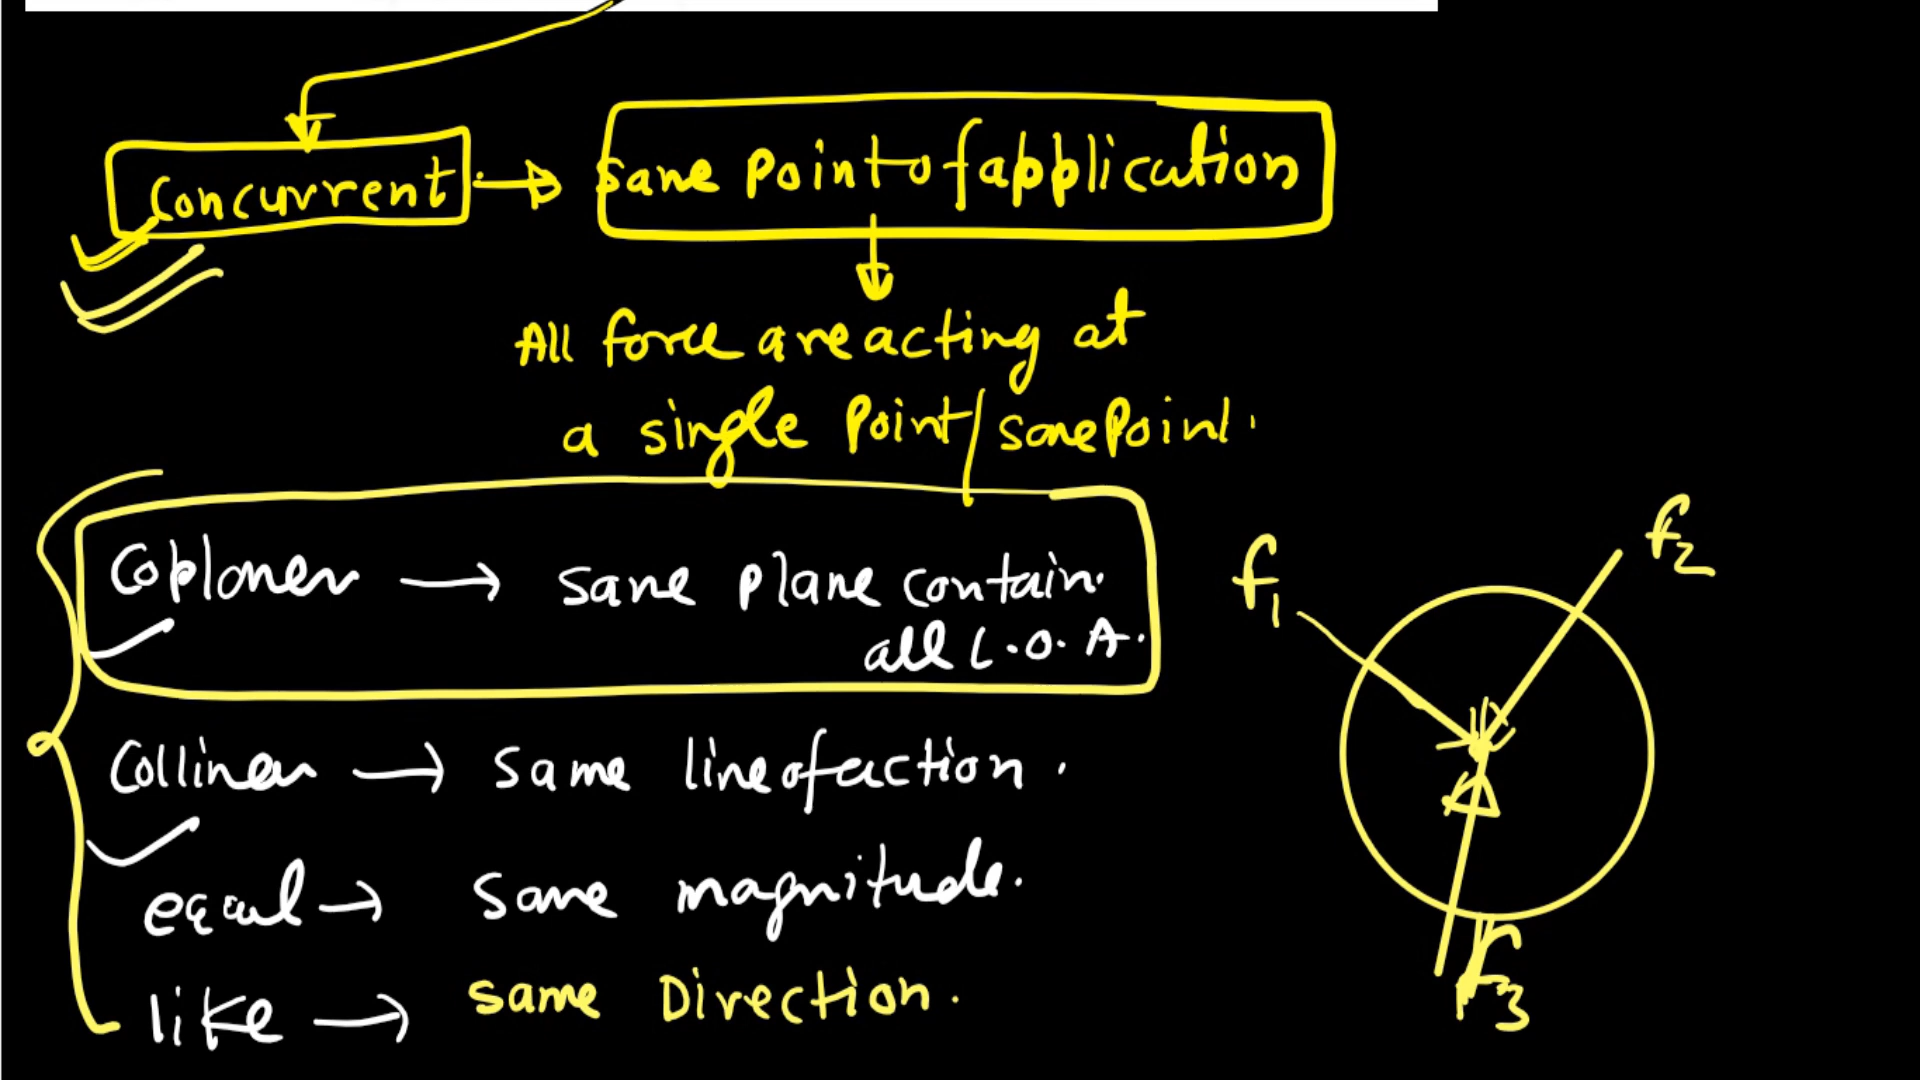 Concurrent → Same Point of application
All force are acting at
a single Point/same Point.
Coplaner → Same plane contain
all L.O.A.
Collinear → Same line of action.
equal → Same magnitude.
like → Same Direction.
f1
f2
F3